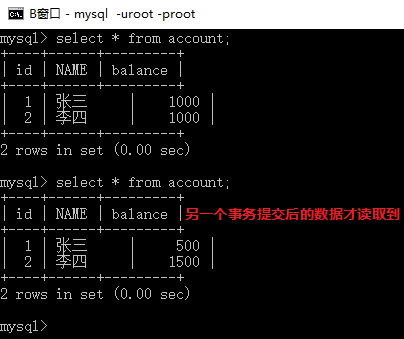 B窗口 - mysql  -uroot -proot
mysql> select * from account;
+----+------+---------+
| id | NAME | balance |
+----+------+---------+
|  1 | 张三   |    1000 |
|  2 | 李四   |    1000 |
+----+------+---------+
2 rows in set (0.00 sec)
mysql> select * from account;
+----+------+---------+
| id | NAME | balance |另一个事务提交后的数据才读取到
+----+------+---------+
|  1 | 张三   |     500 |
|  2 | 李四   |    1500 |
+----+------+---------+
2 rows in set (0.00 sec)
mysql>